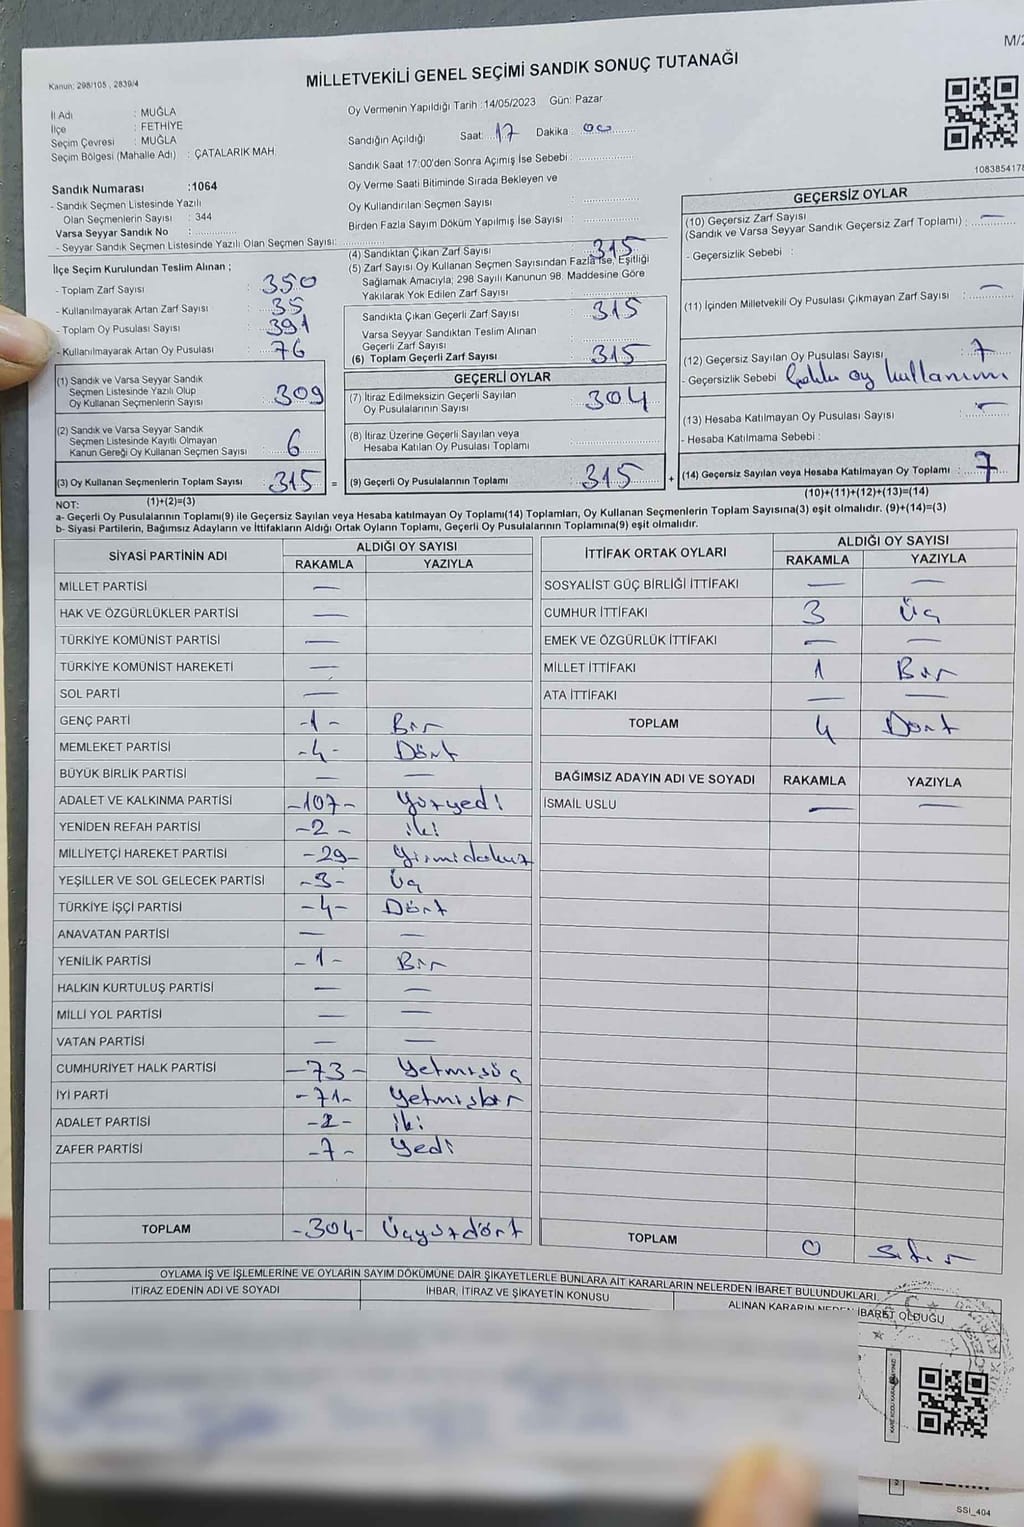 M/2
Kanun; 298/105 , 2839/4
MİLLETVEKİLİ GENEL SEÇİMİ SANDIK SONUÇ TUTANAĞI
İl Adı : MUĞLA
İlçe : FETHİYE
Seçim Çevresi : MUĞLA
Seçim Bölgesi (Mahalle Adı) : ÇATALARIK MAH.
Sandık Numarası :1064
- Sandık Seçmen Listesinde Yazılı
Olan Seçmenlerin Sayısı : 344
Varsa Seyyar Sandık No :
- Seyyar Sandık Seçmen Listesinde Yazılı Olan Seçmen Sayısı:
Oy Vermenin Yapıldığı Tarih :14/05/2023 Gün: Pazar
Sandığın Açıldığı Saat: 17 Dakika : 00
Sandık Saat 17:00'den Sonra Açımış İse Sebebi :
Oy Verme Saati Bitiminde Sırada Bekleyen ve
Oy Kullandırılan Seçmen Sayısı :
Birden Fazla Sayım Döküm Yapılmış İse Sayısı :
1083854178
İlçe Seçim Kurulundan Teslim Alınan ;
- Toplam Zarf Sayısı : 350
- Kullanılmayarak Artan Zarf Sayısı : 35
- Toplam Oy Pusulası Sayısı : 391
- Kullanılmayarak Artan Oy Pusulası : 76
(4) Sandıktan Çıkan Zarf Sayısı : 315
(5) Zarf Sayısı Oy Kullanan Seçmen Sayısından Fazla İse, Eşitliği
Sağlamak Amacıyla; 298 Sayılı Kanunun 98. Maddesine Göre
Yakılarak Yok Edilen Zarf Sayısı :
Sandıkta Çıkan Geçerli Zarf Sayısı : 315
Varsa Seyyar Sandıktan Teslim Alınan
Geçerli Zarf Sayısı :
(6) Toplam Geçerli Zarf Sayısı : 315
GEÇERSİZ OYLAR
(10) Geçersiz Zarf Sayısı
(Sandık ve Varsa Seyyar Sandık Geçersiz Zarf Toplamı) : —
- Geçersizlik Sebebi :
(11) İçinden Milletvekili Oy Pusulası Çıkmayan Zarf Sayısı : —
(12) Geçersiz Sayılan Oy Pusulası Sayısı : 7
- Geçersizlik Sebebi oy kullanımı
(13) Hesaba Katılmayan Oy Pusulası Sayısı : —
- Hesaba Katılmama Sebebi :
(14) Geçersiz Sayılan veya Hesaba Katılmayan Oy Toplamı : 7
(10)+(11)+(12)+(13)=(14)
(1) Sandık ve Varsa Seyyar Sandık
Seçmen Listesinde Yazılı Olup
Oy Kullanan Seçmenlerin Sayısı : 309
(2) Sandık ve Varsa Seyyar Sandık
Seçmen Listesinde Kayıtlı Olmayan
Kanun Gereği Oy Kullanan Seçmen Sayısı : 6
(3) Oy Kullanan Seçmenlerin Toplam Sayısı : 315 =
(1)+(2)=(3)
GEÇERLİ OYLAR
(7) İtiraz Edilmeksizin Geçerli Sayılan
Oy Pusulalarının Sayısı : 304
(8) İtiraz Üzerine Geçerli Sayılan veya
Hesaba Katılan Oy Pusulası Toplamı :
(9) Geçerli Oy Pusulalarının Toplamı : 315 +
NOT:
a- Geçerli Oy Pusulalarının Toplamı(9) ile Geçersiz Sayılan veya Hesaba katılmayan Oy Toplamı(14) Toplamları, Oy Kullanan Seçmenlerin Toplam Sayısına(3) eşit olmalıdır. (9)+(14)=(3)
b- Siyasi Partilerin, Bağımsız Adayların ve İttifakların Aldığı Ortak Oyların Toplamı, Geçerli Oy Pusulalarının Toplamına(9) eşit olmalıdır.
SİYASİ PARTİNİN ADI ALDIĞI OY SAYISI
RAKAMLA YAZIYLA
MİLLET PARTİSİ —
HAK VE ÖZGÜRLÜKLER PARTİSİ —
TÜRKİYE KOMÜNİST PARTİSİ —
TÜRKİYE KOMÜNİST HAREKETİ —
SOL PARTİ —
GENÇ PARTİ -1- Bir
MEMLEKET PARTİSİ -4- Dört
BÜYÜK BİRLİK PARTİSİ — —
ADALET VE KALKINMA PARTİSİ -107- Yüzyedi
YENİDEN REFAH PARTİSİ -2- iki
MİLLİYETÇİ HAREKET PARTİSİ -29- Yirmidokuz
YEŞİLLER VE SOL GELECEK PARTİSİ -3- Üç
TÜRKİYE İŞÇİ PARTİSİ -4- Dört
ANAVATAN PARTİSİ — —
YENİLİK PARTİSİ -1- Bir
HALKIN KURTULUŞ PARTİSİ — —
MİLLİ YOL PARTİSİ — —
VATAN PARTİSİ — —
CUMHURİYET HALK PARTİSİ -73- Yetmişüç
İYİ PARTİ -71- Yetmişbir
ADALET PARTİSİ -2- iki
ZAFER PARTİSİ -7- Yedi
TOPLAM -304- Üçyüzdört
İTTİFAK ORTAK OYLARI ALDIĞI OY SAYISI
RAKAMLA YAZIYLA
SOSYALİST GÜÇ BİRLİĞİ İTTİFAKI — —
CUMHUR İTTİFAKI 3 Üç
EMEK VE ÖZGÜRLÜK İTTİFAKI — —
MİLLET İTTİFAKI 1 Bir
ATA İTTİFAKI — —
TOPLAM 4 Dört
BAĞIMSIZ ADAYIN ADI VE SOYADI RAKAMLA YAZIYLA
İSMAİL USLU — —
TOPLAM 0 Sıfır
OYLAMA İŞ VE İŞLEMLERİNE VE OYLARIN SAYIM DÖKÜMÜNE DAİR ŞİKAYETLERLE BUNLARA AİT KARARLARIN NELERDEN İBARET BULUNDUKLARI.
İTİRAZ EDENİN ADI VE SOYADI İHBAR, İTİRAZ VE ŞİKAYETİN KONUSU ALINAN KARARIN NEDEN İBARET OLDUĞU
SSİ_404